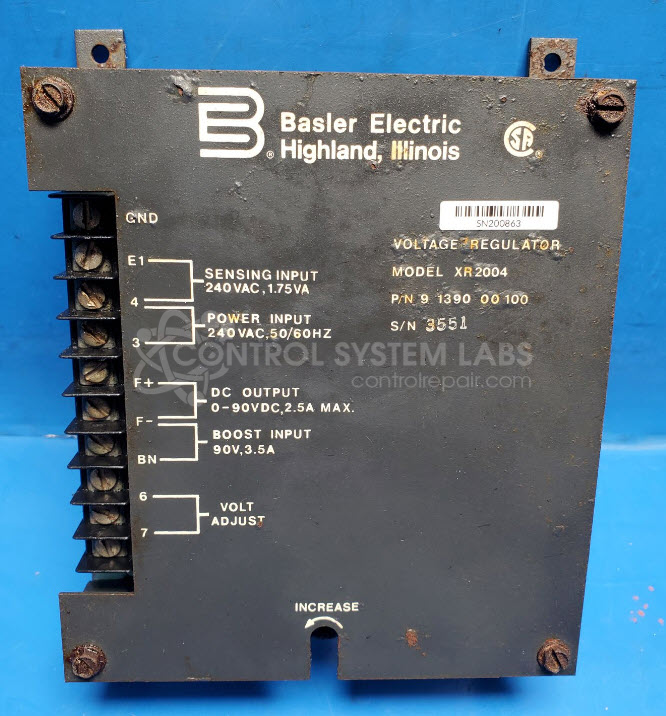 Basler Electric
®
Highland, Illinois
®
SN200863
VOLTAGE REGULATOR
MODEL XR2004
P/N 9 1390 00 100
S/N 3551
GND
E1
SENSING INPUT
240VAC,1.75VA
4
POWER INPUT
240VAC,50/60HZ
3
CONTROL SYSTEM LABS
controlrepair.com
F+
DC OUTPUT
0-90VDC,2.5A MAX.
F-
BOOST INPUT
90V,3.5A
BN
6
VOLT
ADJUST
7
INCREASE